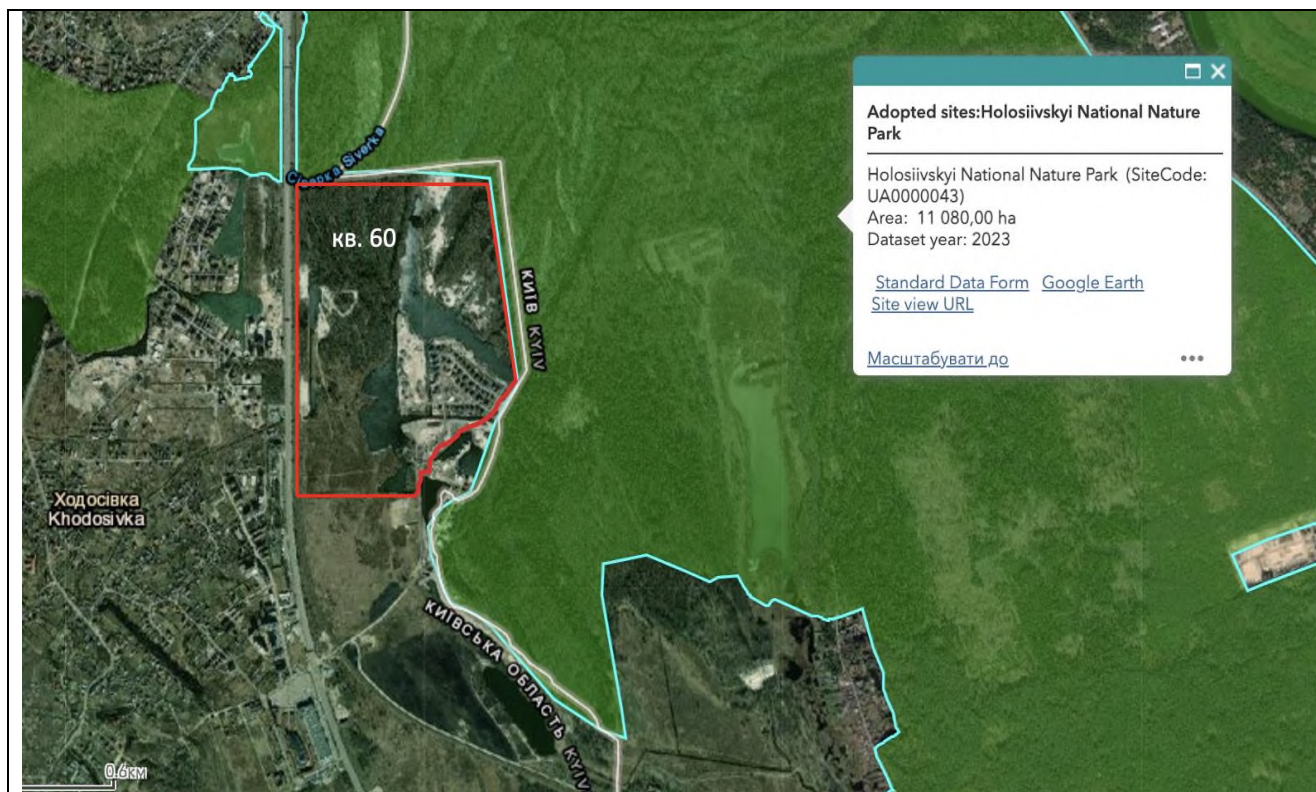 Adopted sites:Holosiivskyi National Nature
Park
Holosiivskyi National Nature Park (SiteCode:
UA0000043)
Area: 11 080,00 ha
Dataset year: 2023
Standard Data Form Google Earth
Site view URL
Масштабувати до
Сіверка Siverka
кв. 60
КИЇВ KYIV
Ходосівка
Khodosivka
КИЇВСЬКА ОБЛАСТЬ KYIV
0.6км